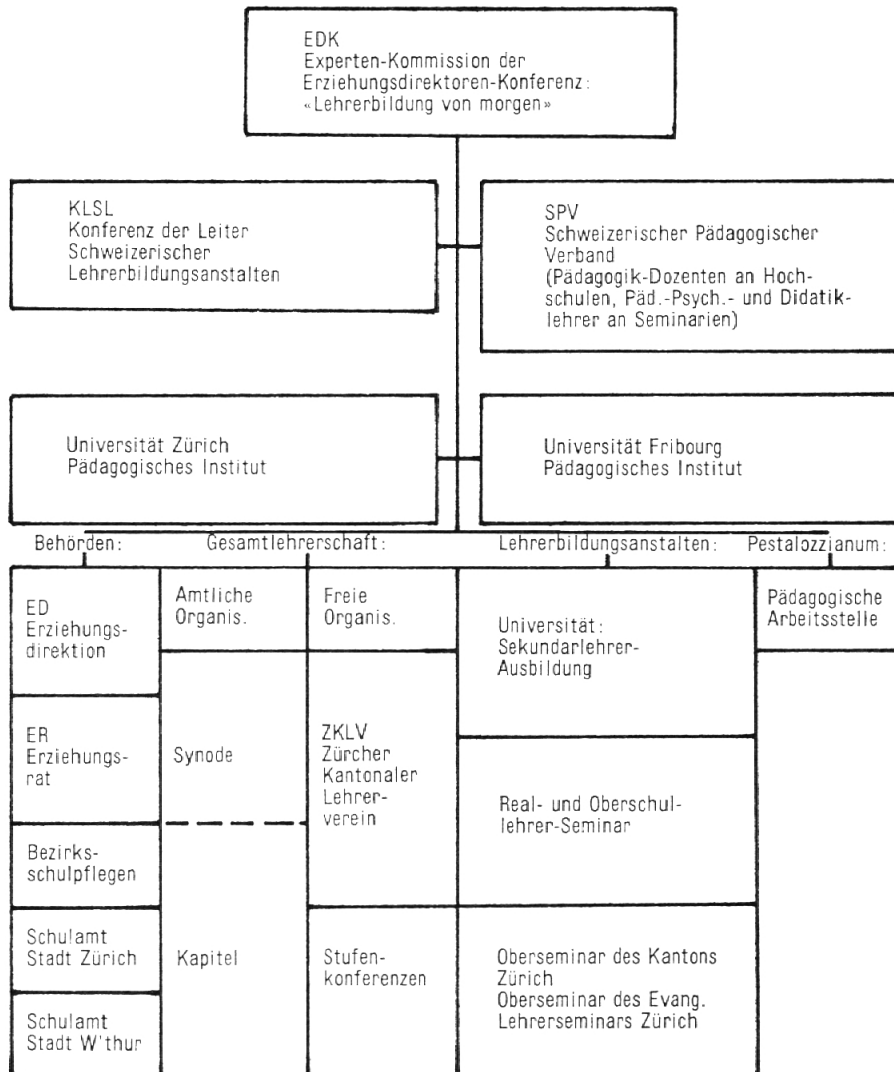 EDK
Experten-Kommission der
Erziehungsdirektoren-Konferenz:
«Lehrerbildung von morgen»
KLSL
Konferenz der Leiter
Schweizerischer
Lehrerbildungsanstalten
SPV
Schweizerischer Pädagogischer
Verband
(Pädagogik-Dozenten an Hoch-
schulen, Päd.-Psych.- und Didatik-
lehrer an Seminarien)
Universität Zürich
Pädagogisches Institut
Universität Fribourg
Pädagogisches Institut
Behörden:
ED
Erziehungs-
direktion
ER
Erziehungs-
rat
Bezirks-
schulpflegen
Schulamt
Stadt Zürich
Schulamt
Stadt W'thur
Gesamtlehrerschaft:
Amtliche
Organis.
Synode
Kapitel
Freie
Organis.
ZKLV
Zürcher
Kantonaler
Lehrer-
verein
Stufen-
konferenzen
Lehrerbildungsanstalten:
Universität:
Sekundarlehrer-
Ausbildung
Real- und Oberschul-
lehrer-Seminar
Oberseminar des Kantons
Zürich
Oberseminar des Evang.
Lehrerseminars Zürich
Pestalozzianum:
Pädagogische
Arbeitsstelle